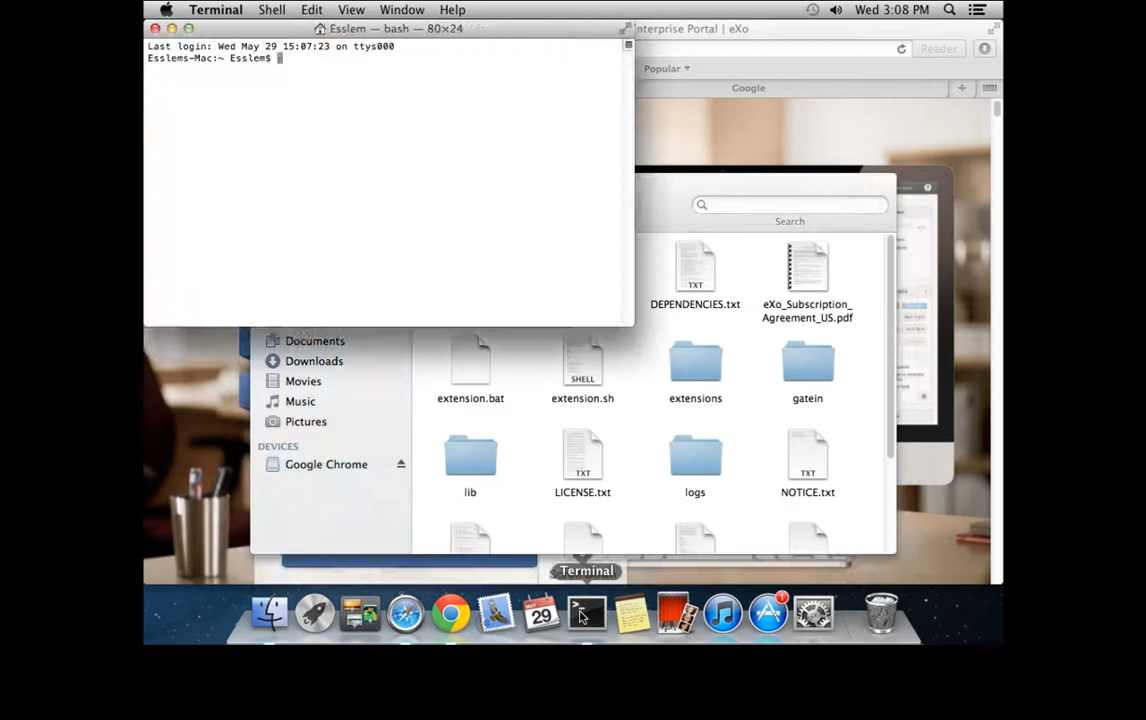 Terminal Shell Edit View Window Help Wed 3:08 PM
Esslem — bash — 80×24
nterprise Portal | eXo
Last login: Wed May 29 15:07:23 on ttys000
Esslems-Mac:~ Esslem$
Reader
Popular
Google
Search
DEPENDENCIES.txt
eXo_Subscription_
Agreement_US.pdf
TXT
Documents
Downloads
Movies
Music
Pictures
DEVICES
Google Chrome
SHELL
extension.bat
extension.sh
extensions
gatein
TXT
TXT
lib
LICENSE.txt
logs
NOTICE.txt
Terminal
MAY
29
1